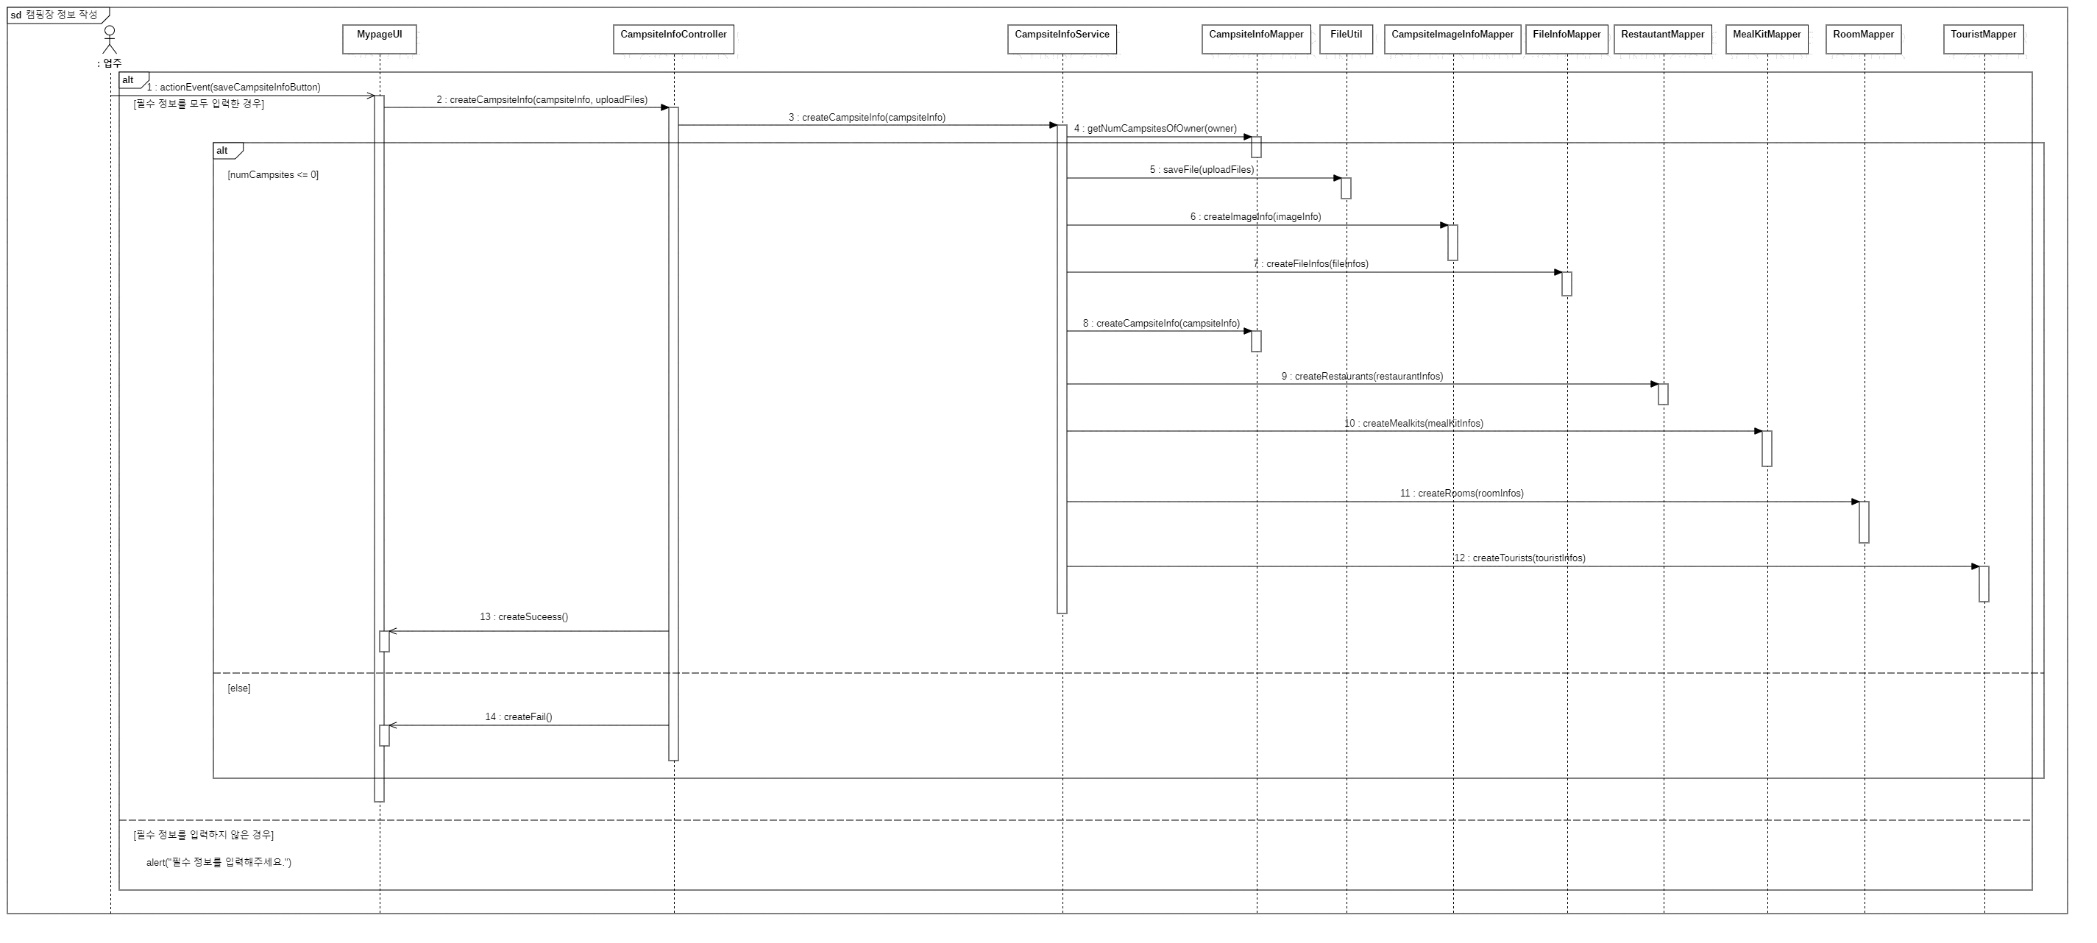 sd 캠핑장 정보 작성
: 업주
MypageUI
CampsiteInfoController
CampsiteInfoService
CampsiteInfoMapper
FileUtil
CampsiteImageInfoMapper
FileInfoMapper
RestautantMapper
MealKitMapper
RoomMapper
TouristMapper
alt
1 : actionEvent(saveCampsiteInfoButton)
[필수 정보를 모두 입력한 경우]
2 : createCampsiteInfo(campsiteInfo, uploadFiles)
3 : createCampsiteInfo(campsiteInfo)
4 : getNumCampsitesOfOwner(owner)
alt
[numCampsites <= 0]
5 : saveFile(uploadFiles)
6 : createImageInfo(imageInfo)
7 : createFileInfos(fileInfos)
8 : createCampsiteInfo(campsiteInfo)
9 : createRestaurants(restaurantInfos)
10 : createMealkits(mealKitInfos)
11 : createRooms(roomInfos)
12 : createTourists(touristInfos)
13 : createSuceess()
[else]
14 : createFail()
[필수 정보를 입력하지 않은 경우]
alert("필수 정보를 입력해주세요.")